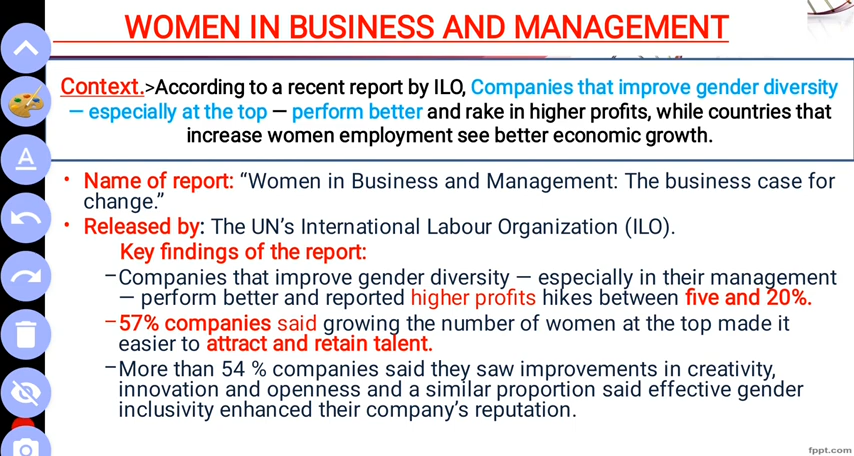 WOMEN IN BUSINESS AND MANAGEMENT
Context.>According to a recent report by ILO, Companies that improve gender diversity
— especially at the top — perform better and rake in higher profits, while countries that
increase women employment see better economic growth.
• Name of report: “Women in Business and Management: The business case for
change.”
• Released by: The UN’s International Labour Organization (ILO).
Key findings of the report:
–Companies that improve gender diversity — especially in their management
— perform better and reported higher profits hikes between five and 20%.
–57% companies said growing the number of women at the top made it
easier to attract and retain talent.
–More than 54 % companies said they saw improvements in creativity,
innovation and openness and a similar proportion said effective gender
inclusivity enhanced their company’s reputation.
fppt.com